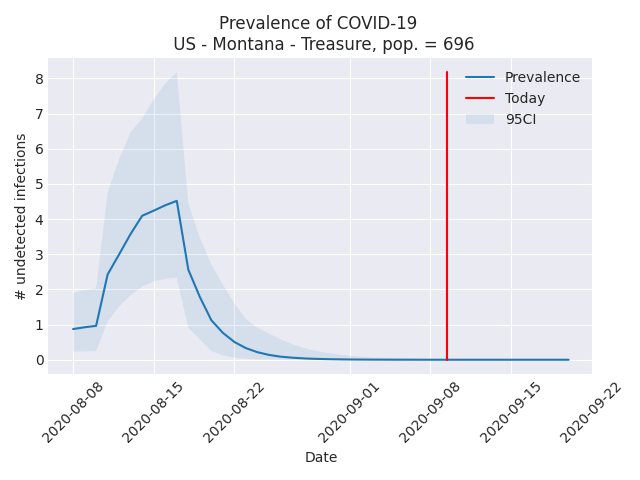 Prevalence of COVID-19
US - Montana - Treasure, pop. = 696
Prevalence
Today
95CI
# undetected infections
8
7
6
5
4
3
2
1
0
2020-08-08
2020-08-15
2020-08-22
2020-09-01
2020-09-08
2020-09-15
2020-09-22
Date